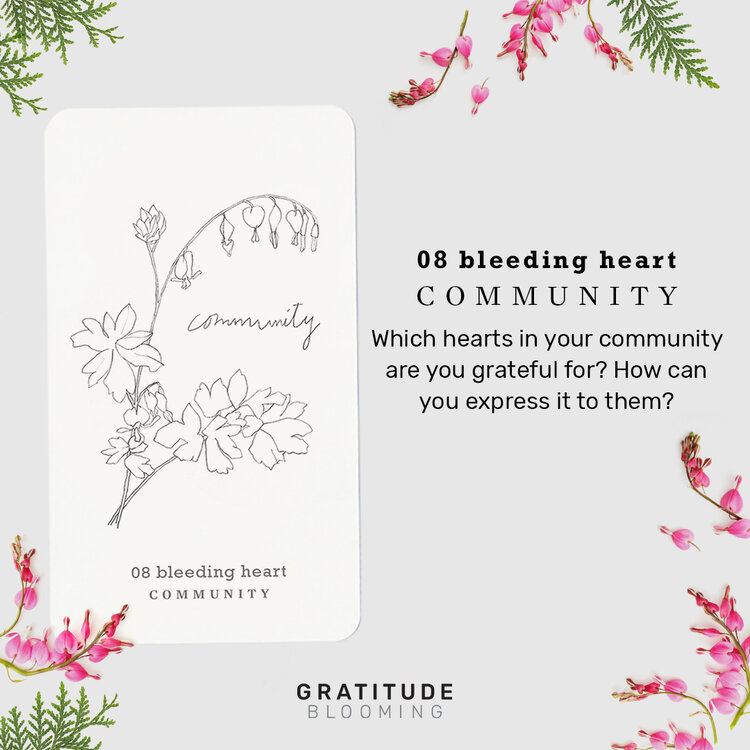 community
08 bleeding heart
COMMUNITY
08 bleeding heart
COMMUNITY
Which hearts in your community
are you grateful for? How can
you express it to them?
GRATITUDE
BLOOMING